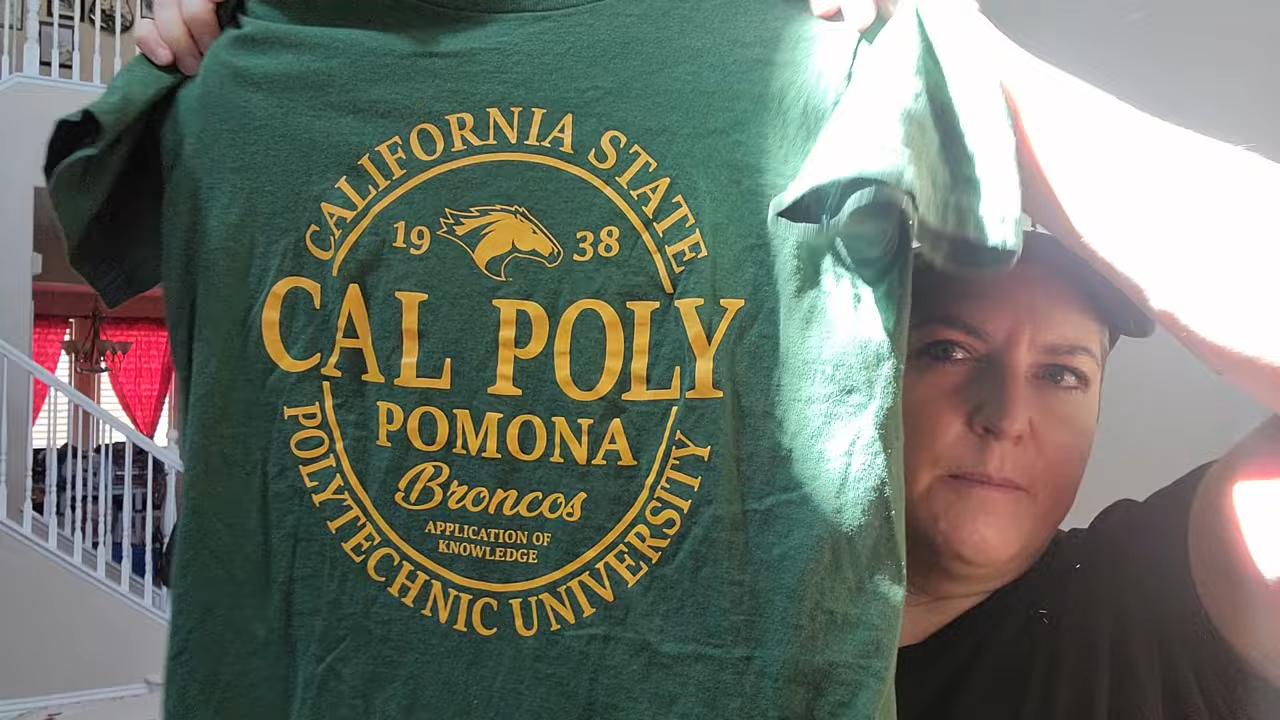 CALIFORNIA STATE
19 38
CAL POLY
POMONA
Broncos
APPLICATION OF
KNOWLEDGE
POLYTECHNIC UNIVERSITY